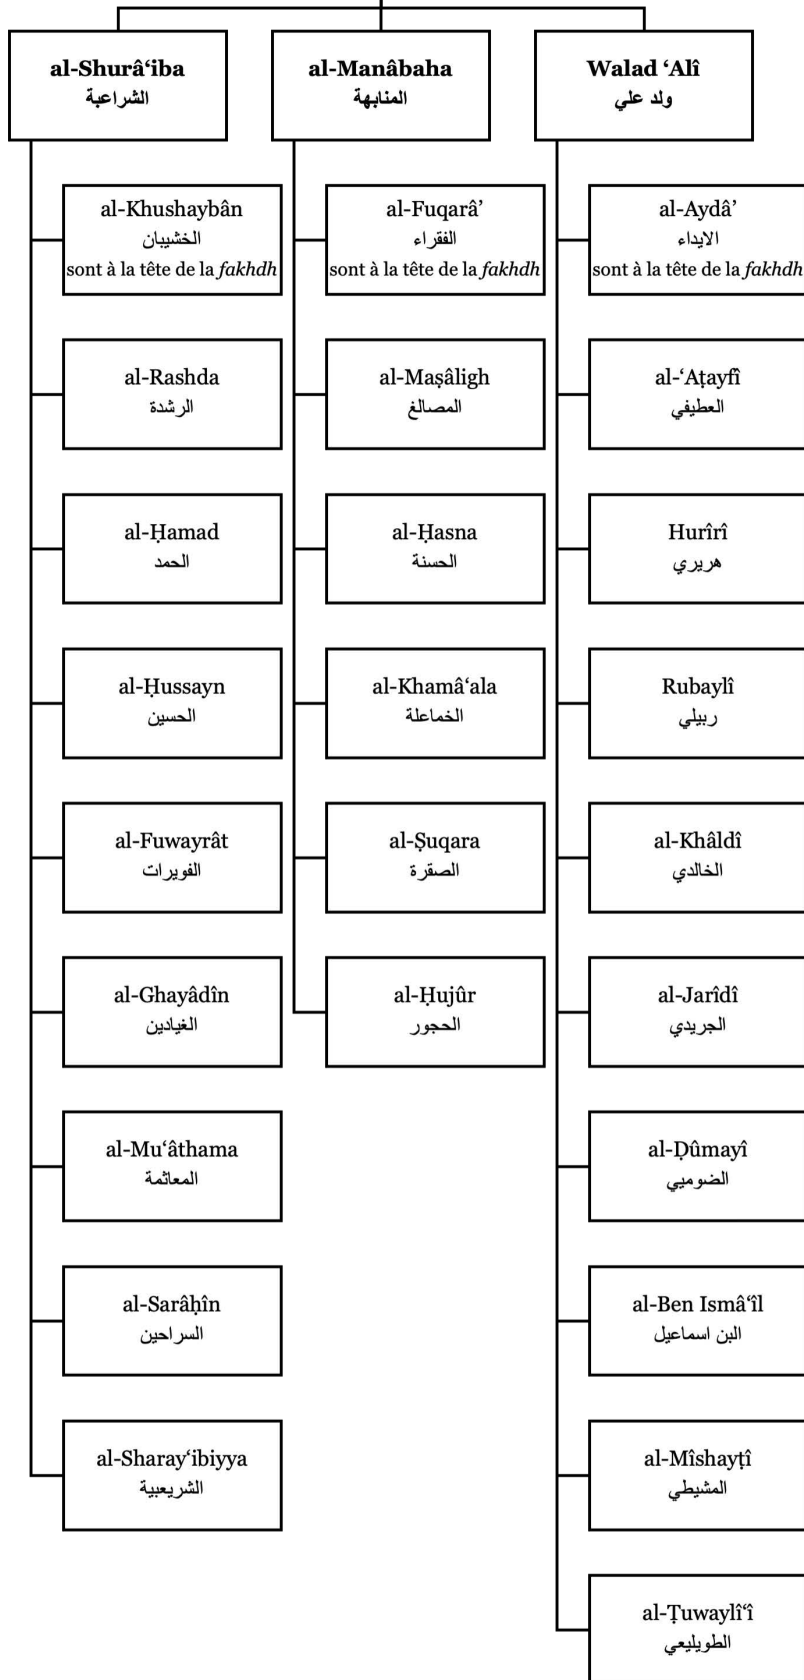 al-Shurâ‘iba
الشراعبة
al-Khushaybân
الخشيبان
sont à la tête de la fakhdh
al-Rashda
الرشدة
al-Ḥamad
الحمد
al-Ḥussayn
الحسين
al-Fuwayrât
الفويرات
al-Ghayâdîn
الغيادين
al-Mu‘âthama
المعاثمة
al-Sarâḥîn
السراحين
al-Sharay‘ibiyya
الشريعبية
al-Manâbaha
المنابهة
al-Fuqarâ’
الفقراء
sont à la tête de la fakhdh
al-Maṣâligh
المصالغ
al-Ḥasna
الحسنة
al-Khamâ‘ala
الخماعلة
al-Ṣuqara
الصقرة
al-Ḥujûr
الحجور
Walad ‘Alî
ولد علي
al-Aydâ’
الايداء
sont à la tête de la fakhdh
al-‘Aṭayfî
العطيفي
Hurîrî
هريري
Rubaylî
ربيلي
al-Khâldî
الخالدي
al-Jarîdî
الجريدي
al-Ḍûmayî
الضوميي
al-Ben Ismâ‘îl
البن اسماعيل
al-Mîshayṭî
المشيطي
al-Ṭuwaylî‘î
الطويليعي